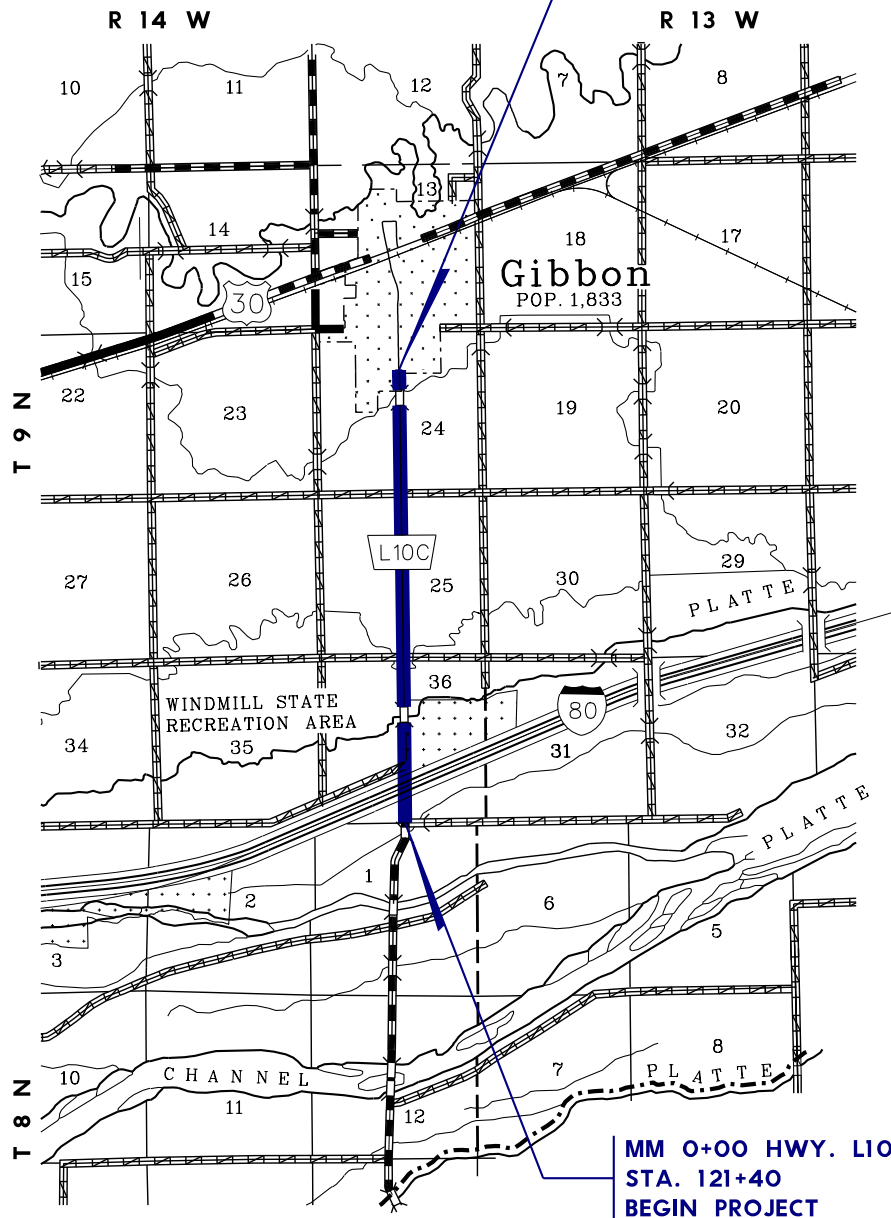 R 14 W
R 13 W
10
11
12
7
8
13
14
18
17
15
30
Gibbon
POP. 1,833
22
23
24
19
20
T 9 N
L10C
27
26
25
30
29
PLATTE
36
WINDMILL STATE
RECREATION AREA
80
34
35
31
32
PLATTE
1
2
6
3
5
10
CHANNEL
11
12
7
8
PLATTE
T 8 N
MM 0+00 HWY. L10
STA. 121+40
BEGIN PROJECT